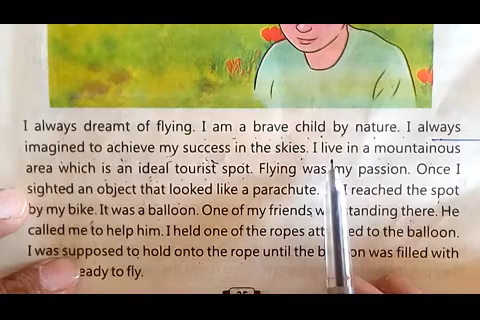 I always dreamt of flying. I am a brave child by nature. I always
imagined to achieve my success in the skies. I live in a mountainous
area which is an ideal tourist spot. Flying was my passion. Once I
sighted an object that looked like a parachute. I reached the spot
by my bike. It was a balloon. One of my friends standing there. He
called me to help him. I held one of the ropes to the balloon.
I was supposed to hold onto the rope until the was filled with
ready to fly.